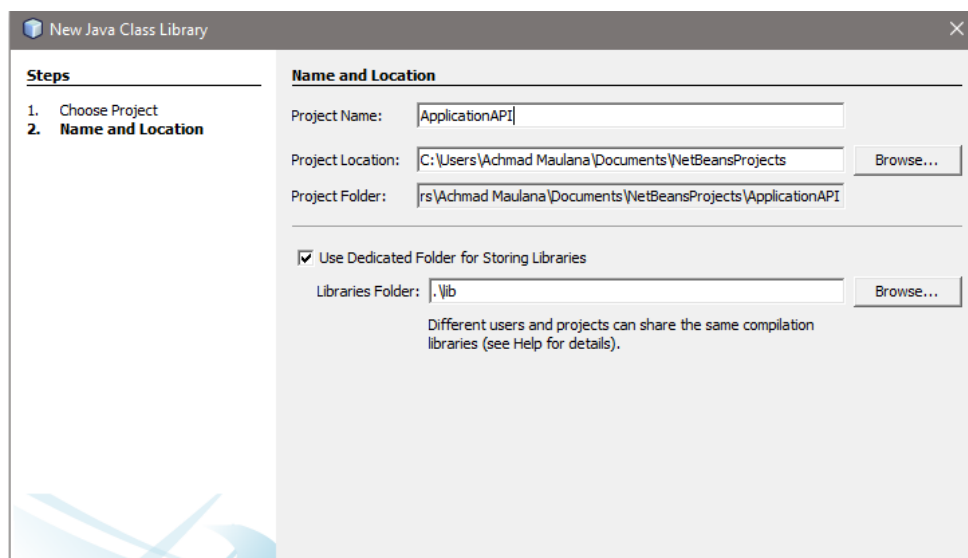 New Java Class Library
Steps
1. Choose Project
2. Name and Location
Name and Location
Project Name: ApplicationAPI
Project Location: C:\Users\Achmad Maulana\Documents\NetBeansProjects Browse...
Project Folder: rs\Achmad Maulana\Documents\NetBeansProjects\ApplicationAPI
Use Dedicated Folder for Storing Libraries
Libraries Folder: .\lib Browse...
Different users and projects can share the same compilation
libraries (see Help for details).